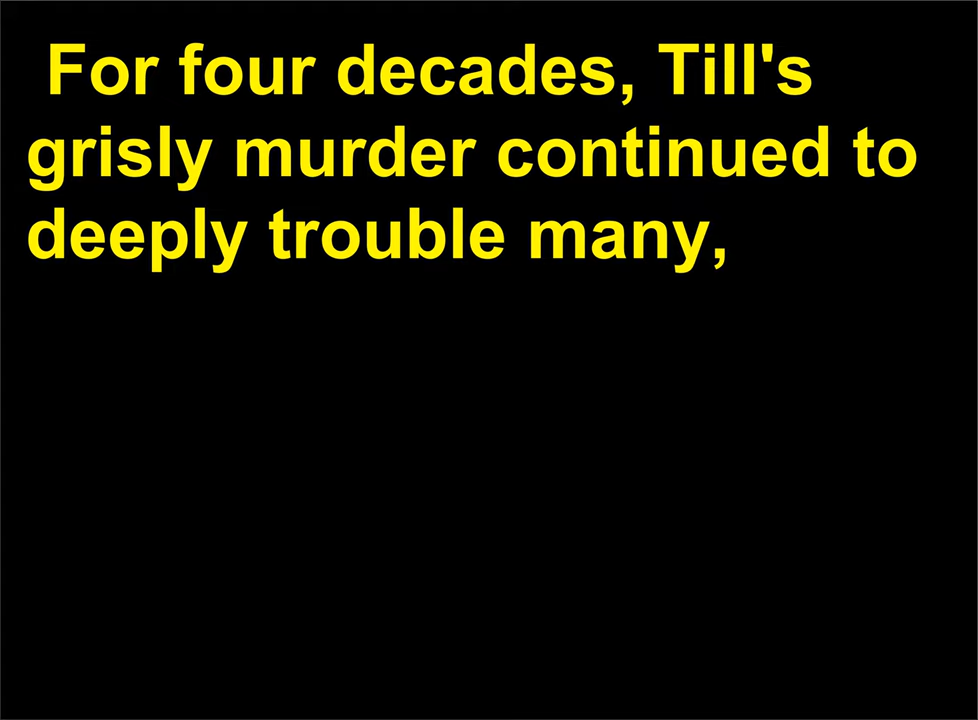 For four decades, Till's
grisly murder continued to
deeply trouble many,